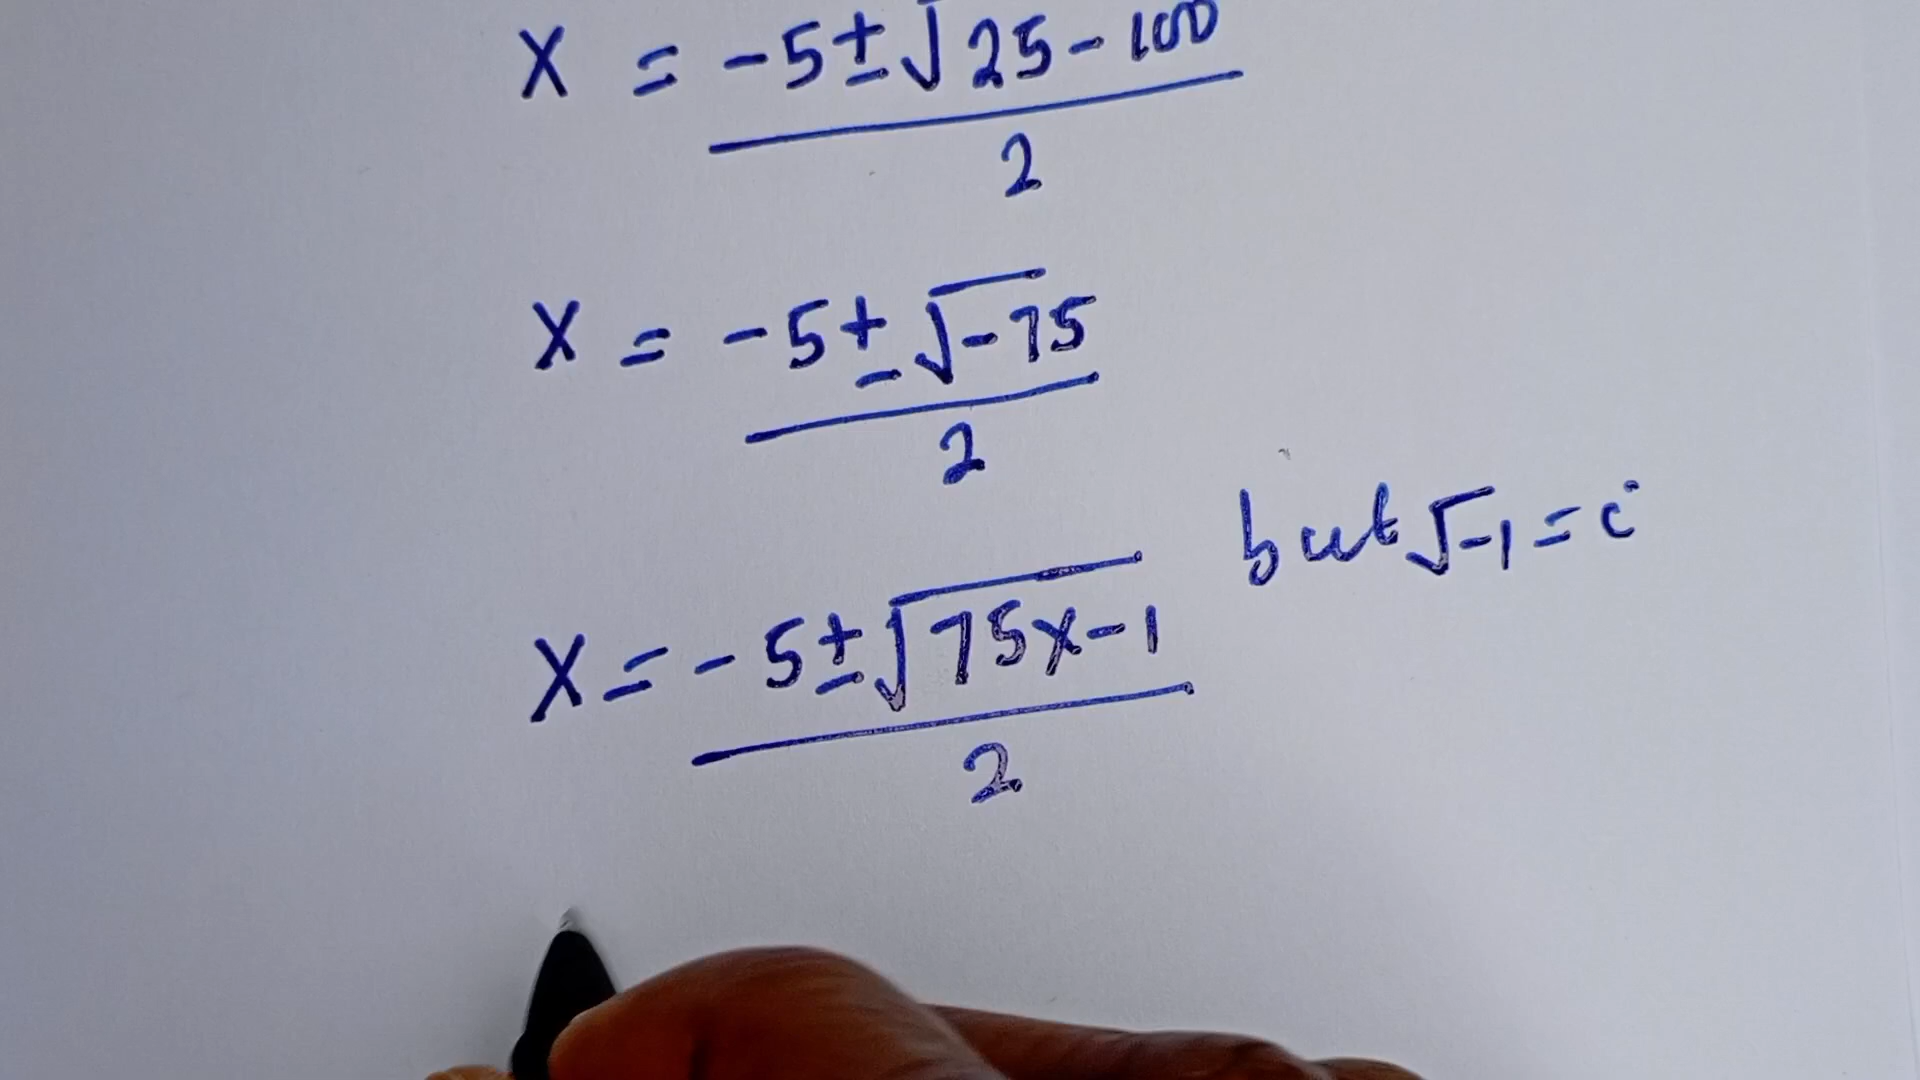 x = -5±√25-100
2
x = -5±√-75
2
but √-1 = i
x = -5±√75x-1
2